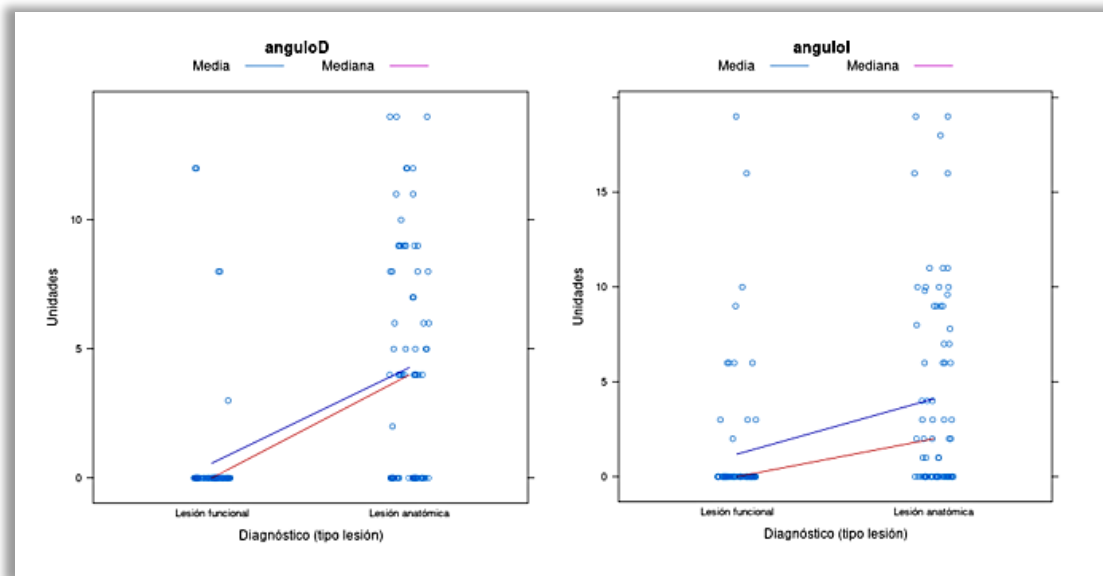 anguloD
Media Mediana
10
5
0
Unidades
Lesión funcional Lesión anatómica
Diagnóstico (tipo lesión)
anguloI
Media Mediana
15
10
5
0
Unidades
Lesión funcional Lesión anatómica
Diagnóstico (tipo lesión)